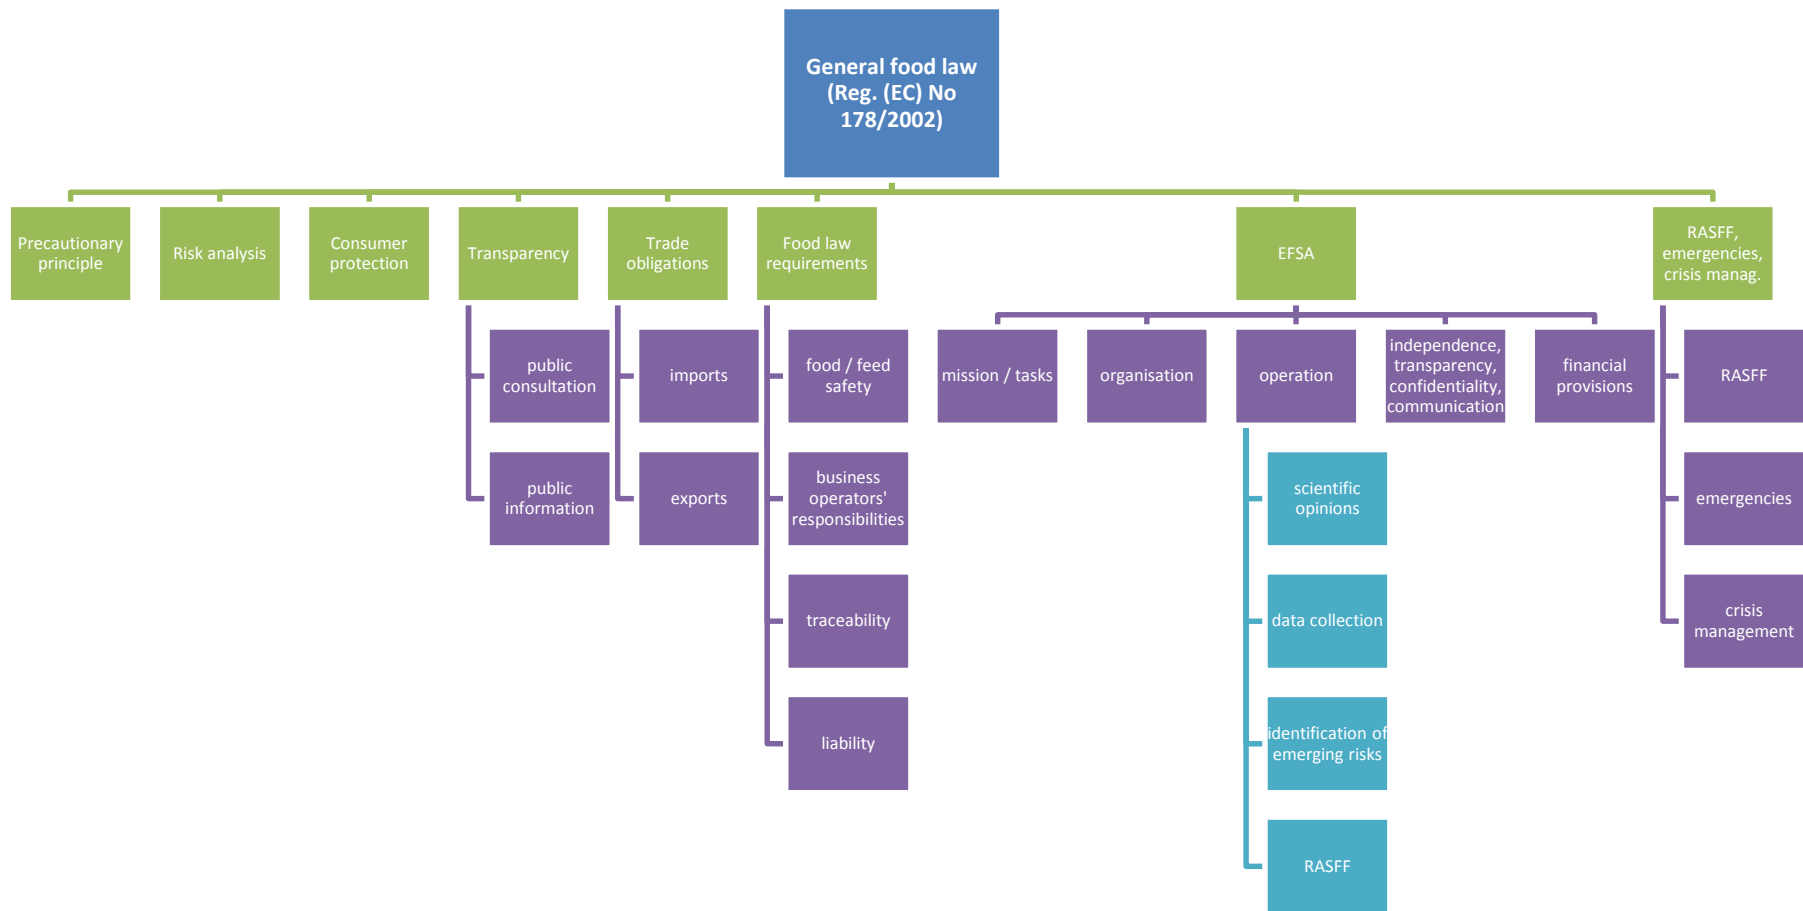 General food law
(Reg. (EC) No
178/2002)
Precautionary
principle
Risk analysis
Consumer
protection
Transparency
Trade
obligations
Food law
requirements
EFSA
RASFF,
emergencies,
crisis manag.
public
consultation
public
information
imports
exports
food / feed
safety
business
operators'
responsibilities
traceability
liability
mission / tasks
organisation
operation
independence,
transparency,
confidentiality,
communication
financial
provisions
scientific
opinions
data collection
identification of
emerging risks
RASFF
RASFF
emergencies
crisis
management